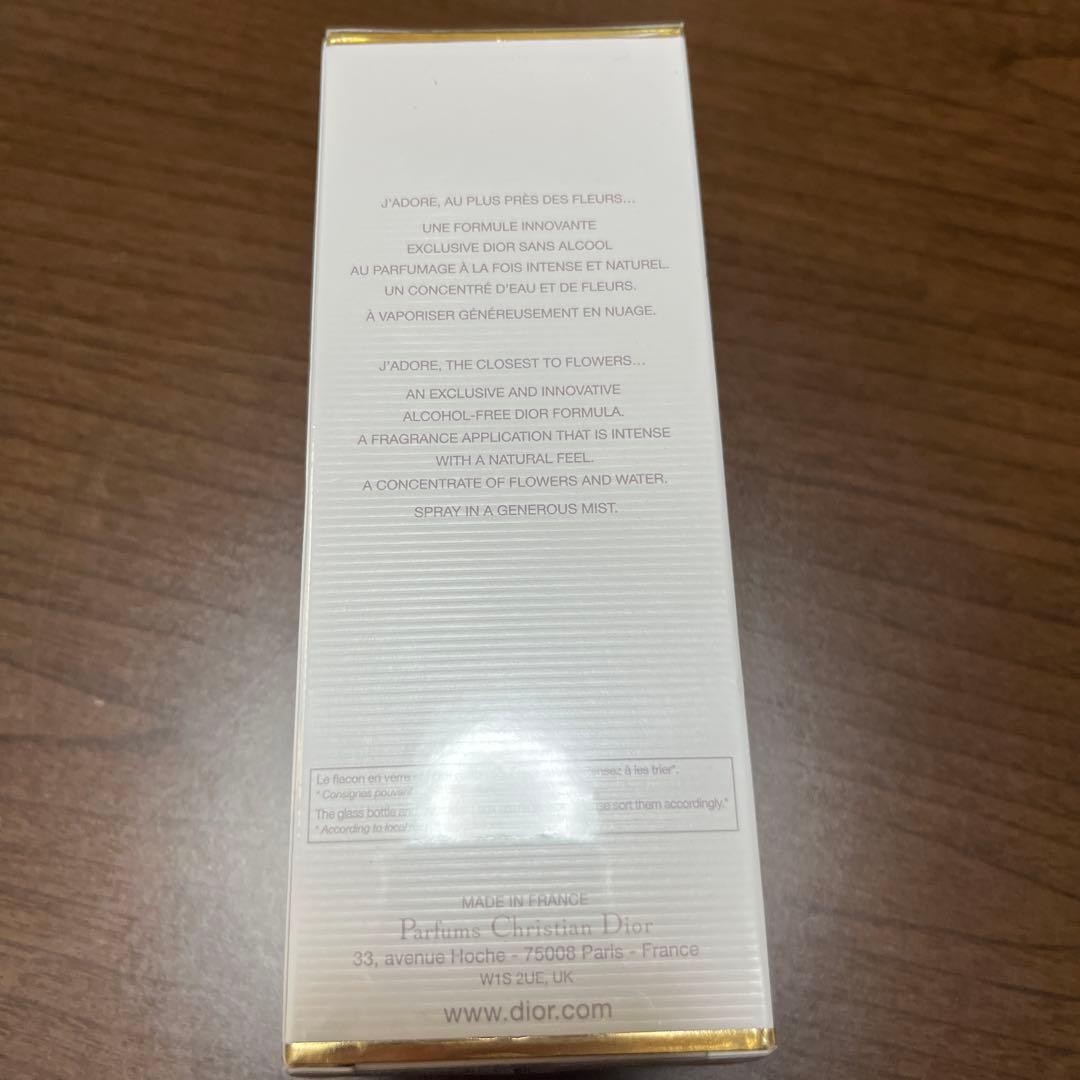 J'ADORE, AU PLUS PRÈS DES FLEURS...
UNE FORMULE INNOVANTE
EXCLUSIVE DIOR SANS ALCOOL
AU PARFUMAGE À LA FOIS INTENSE ET NATUREL.
UN CONCENTRÉ D'EAU ET DE FLEURS.
À VAPORISER GÉNÉREUSEMENT EN NUAGE.
J'ADORE, THE CLOSEST TO FLOWERS...
AN EXCLUSIVE AND INNOVATIVE
ALCOHOL-FREE DIOR FORMULA.
A FRAGRANCE APPLICATION THAT IS INTENSE
WITH A NATURAL FEEL.
A CONCENTRATE OF FLOWERS AND WATER.
SPRAY IN A GENEROUS MIST.
Le flacon en verre à les trier*.
* Consignes
The glass bottle sort them accordingly.*
* According to local
MADE IN FRANCE
Parfums Christian Dior
33, avenue Hoche - 75008 Paris - France
W1S 2UE, UK
www.dior.com